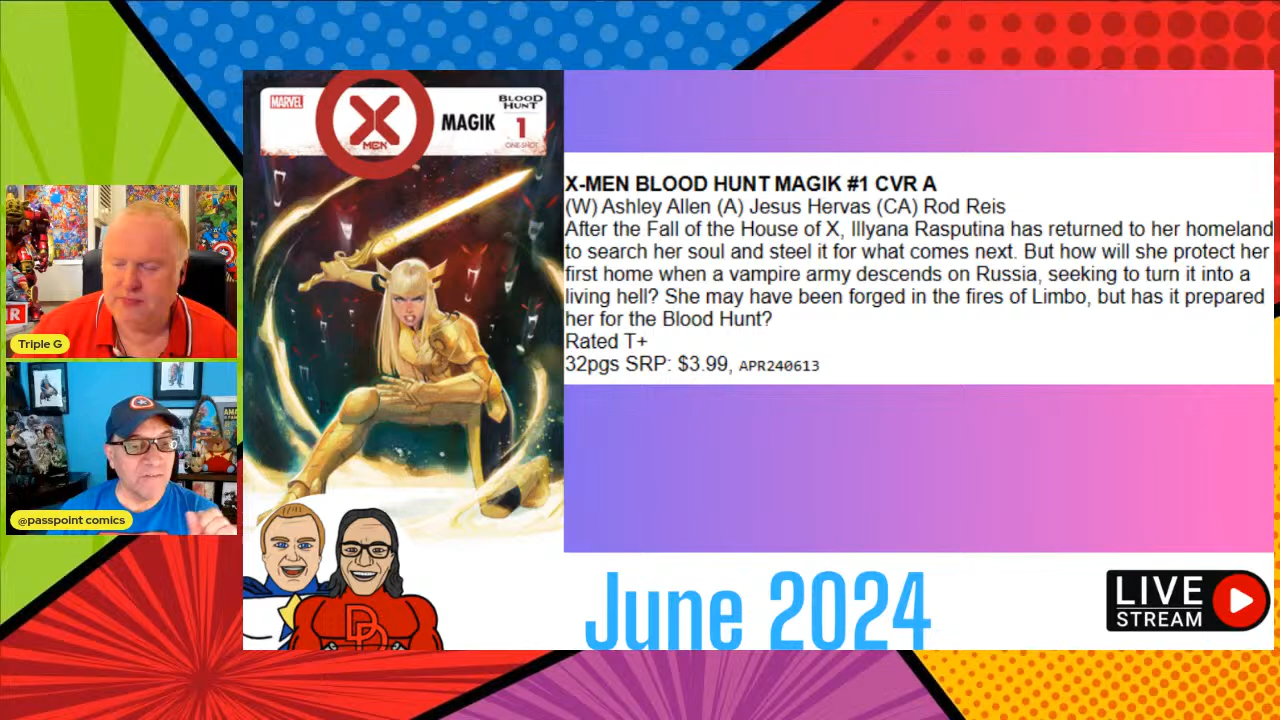 MARVEL
X
MEN
MAGIK
BLOOD
HUNT
1
ONE-SHOT
X-MEN BLOOD HUNT MAGIK #1 CVR A
(W) Ashley Allen (A) Jesus Hervas (CA) Rod Reis
After the Fall of the House of X, Illyana Rasputina has returned to her homeland
to search her soul and steel it for what comes next. But how will she protect her
first home when a vampire army descends on Russia, seeking to turn it into a
living hell? She may have been forged in the fires of Limbo, but has it prepared
her for the Blood Hunt?
Rated T+
32pgs SRP: $3.99, APR240613
Triple G
@passpoint comics
DD
June 2024
LIVE
STREAM